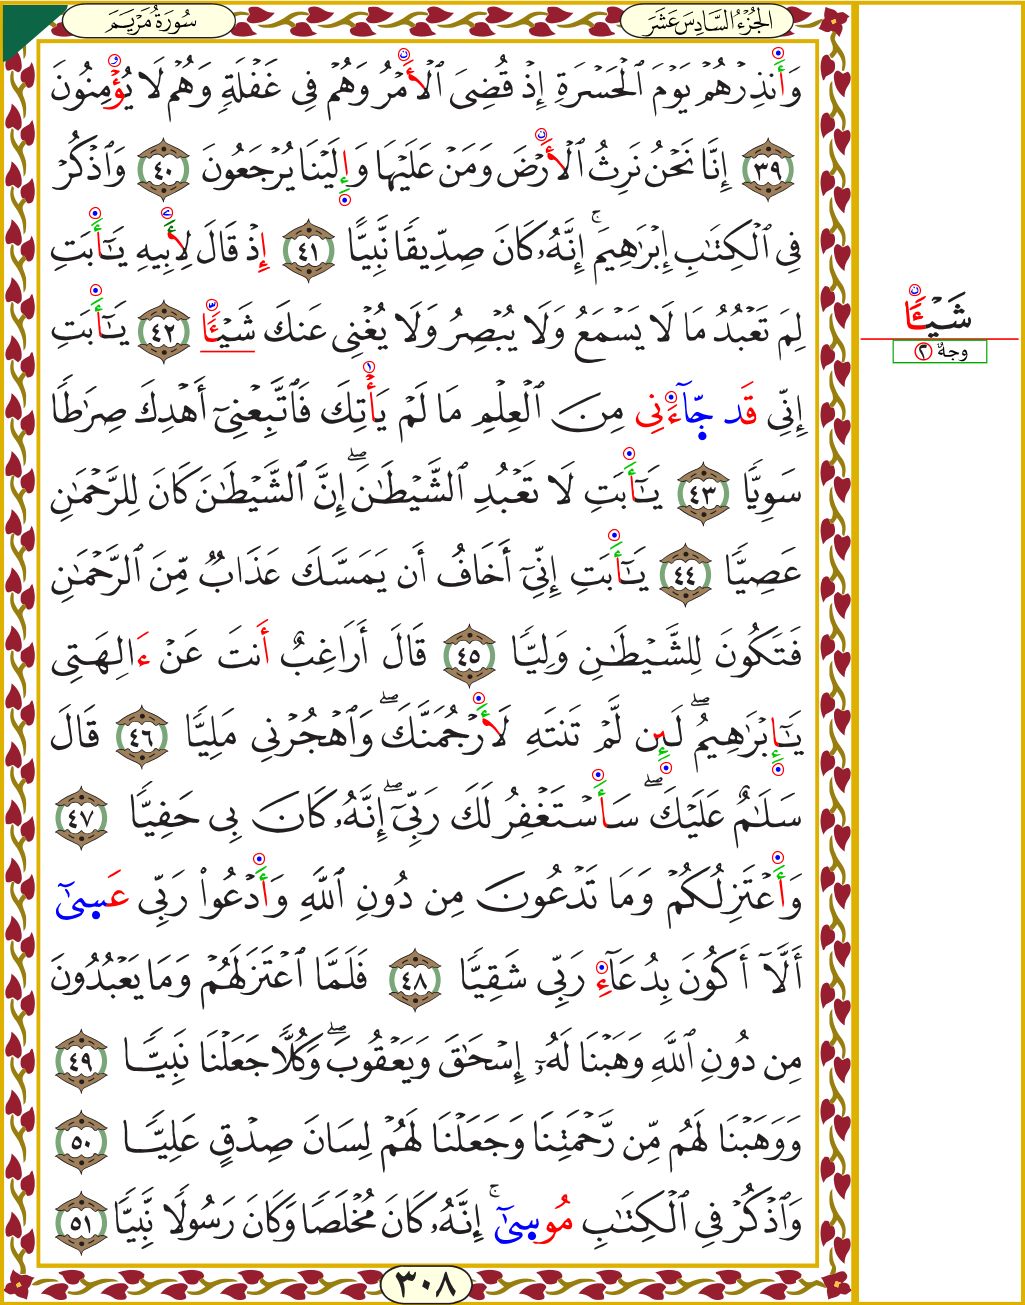 سُورَةُ مَرْيَمَ
الجُزْءُ السَّادِسَ عَشَرَ
وَأَنذِرْهُمْ يَوْمَ ٱلْحَسْرَةِ إِذْ قُضِىَ ٱلْأَمْرُ وَهُمْ فِى غَفْلَةٍ وَهُمْ لَا يُؤْمِنُونَ
٣٩ إِنَّا نَحْنُ نَرِثُ ٱلْأَرْضَ وَمَنْ عَلَيْهَا وَإِلَيْنَا يُرْجَعُونَ ٤٠ وَٱذْكُرْ
فِى ٱلْكِتَٰبِ إِبْرَٰهِيمَ ۚ إِنَّهُۥ كَانَ صِدِّيقًا نَّبِيًّا ٤١ إِذْ قَالَ لِأَبِيهِ يَٰٓأَبَتِ
لِمَ تَعْبُدُ مَا لَا يَسْمَعُ وَلَا يُبْصِرُ وَلَا يُغْنِى عَنكَ شَيْـًٔا ٤٢ يَٰٓأَبَتِ
إِنِّى قَد جَّآءَنِى مِنَ ٱلْعِلْمِ مَا لَمْ يَأْتِكَ فَٱتَّبِعْنِىٓ أَهْدِكَ صِرَٰطًا
سَوِيًّا ٤٣ يَٰٓأَبَتِ لَا تَعْبُدِ ٱلشَّيْطَٰنَ ۖ إِنَّ ٱلشَّيْطَٰنَ كَانَ لِلرَّحْمَٰنِ
عَصِيًّا ٤٤ يَٰٓأَبَتِ إِنِّىٓ أَخَافُ أَن يَمَسَّكَ عَذَابٌ مِّنَ ٱلرَّحْمَٰنِ
فَتَكُونَ لِلشَّيْطَٰنِ وَلِيًّا ٤٥ قَالَ أَرَاغِبٌ أَنتَ عَنْ ءَالِهَتِى
يَٰٓإِبْرَٰهِيمُ ۖ لَئِن لَّمْ تَنتَهِ لَأَرْجُمَنَّكَ ۖ وَٱهْجُرْنِى مَلِيًّا ٤٦ قَالَ
سَلَٰمٌ عَلَيْكَ ۖ سَأَسْتَغْفِرُ لَكَ رَبِّىٓ ۖ إِنَّهُۥ كَانَ بِى حَفِيًّا ٤٧
وَأَعْتَزِلُكُمْ وَمَا تَدْعُونَ مِن دُونِ ٱللَّهِ وَأَدْعُوا۟ رَبِّى عَسِىٰٓ
أَلَّآ أَكُونَ بِدُعَآءِ رَبِّى شَقِيًّا ٤٨ فَلَمَّا ٱعْتَزَلَهُمْ وَمَا يَعْبُدُونَ
مِن دُونِ ٱللَّهِ وَهَبْنَا لَهُۥٓ إِسْحَٰقَ وَيَعْقُوبَ ۖ وَكُلًّا جَعَلْنَا نَبِيًّا ٤٩
وَوَهَبْنَا لَهُم مِّن رَّحْمَتِنَا وَجَعَلْنَا لَهُمْ لِسَانَ صِدْقٍ عَلِيًّا ٥٠
وَٱذْكُرْ فِى ٱلْكِتَٰبِ مُوسِىٰٓ ۚ إِنَّهُۥ كَانَ مُخْلَصًا وَكَانَ رَسُولًا نَّبِيًّا ٥١
٣٠٨
شَيْـًٔا
وجهٌ ٢